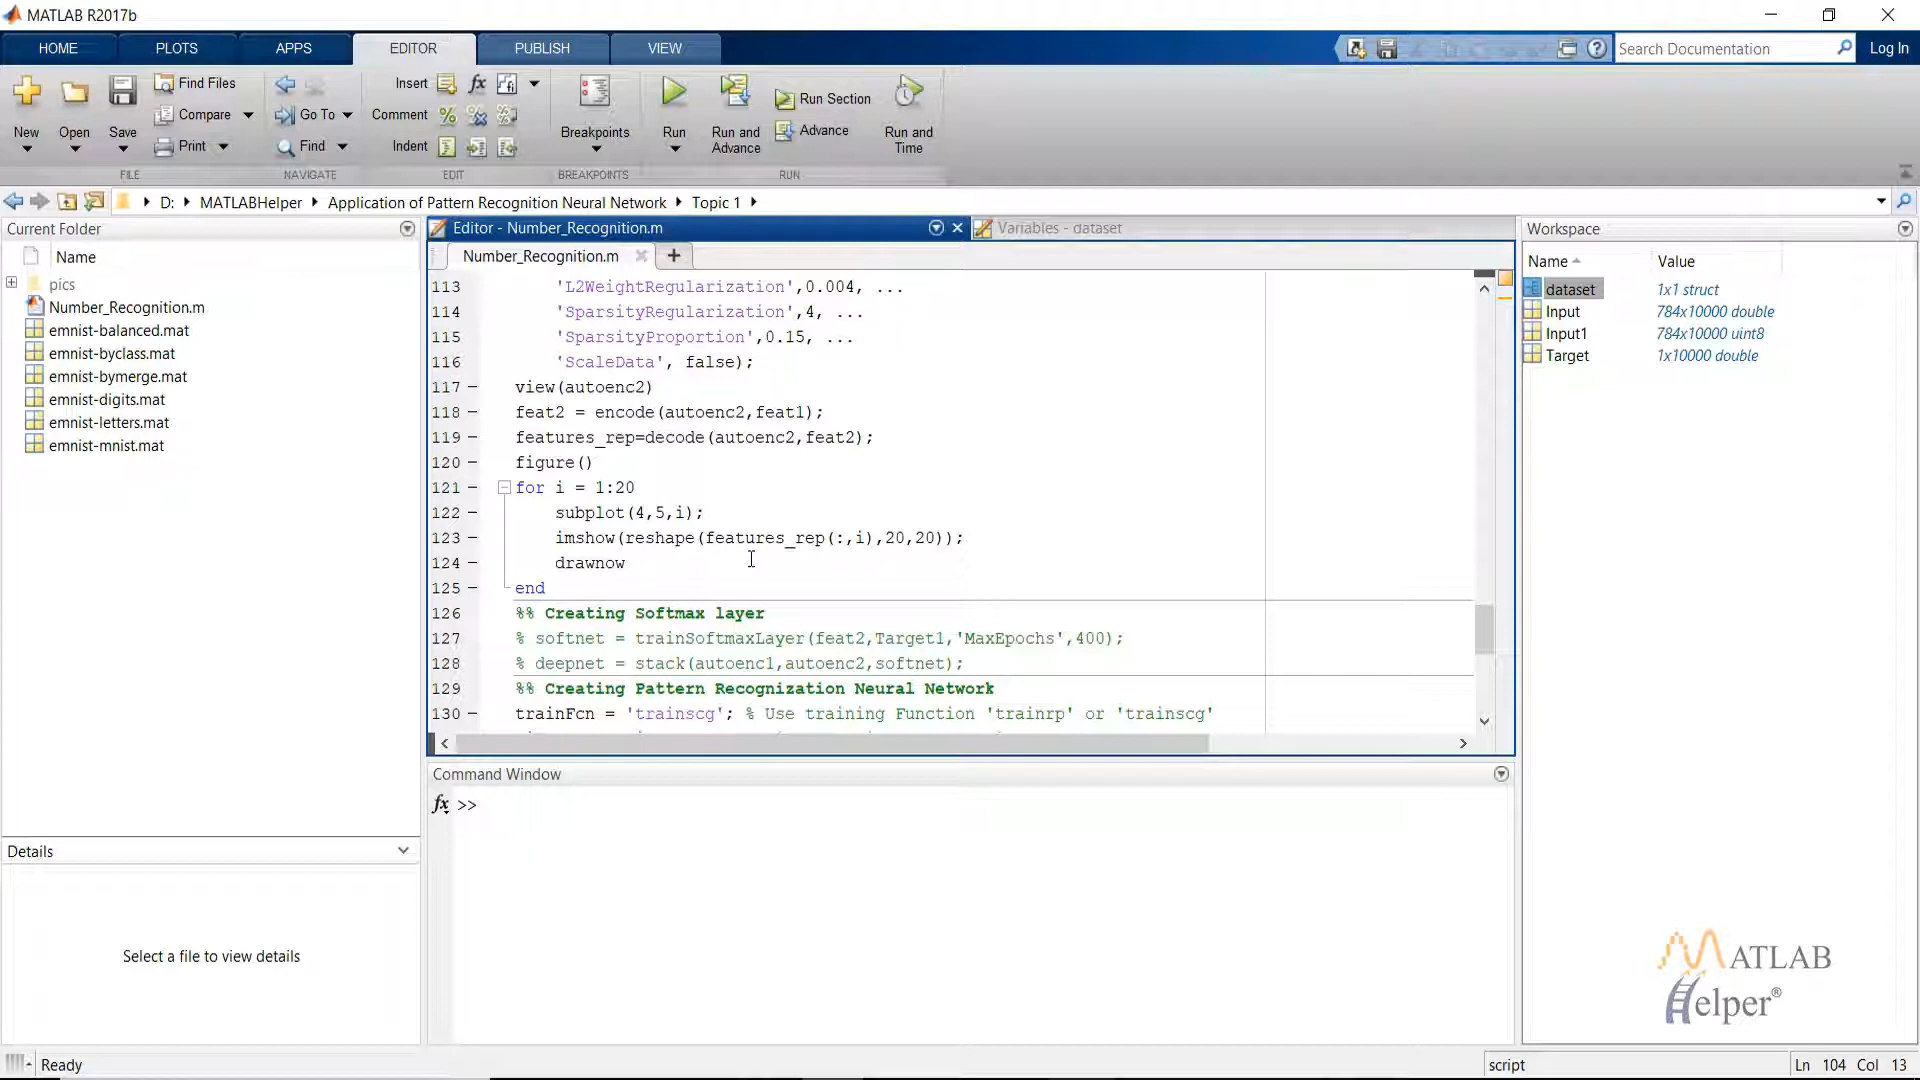 MATLAB R2017b
HOME PLOTS APPS EDITOR PUBLISH VIEW
Search Documentation
Log In
New
Open
Save
Find Files
Compare
Print
FILE
Go To
Find
NAVIGATE
Insert fx
Comment
Indent
EDIT
Breakpoints
BREAKPOINTS
Run
Run and
Advance
Run Section
Advance
Run and
Time
RUN
D: MATLABHelper Application of Pattern Recognition Neural Network Topic 1
Current Folder
Name
pics
Number_Recognition.m
emnist-balanced.mat
emnist-byclass.mat
emnist-bymerge.mat
emnist-digits.mat
emnist-letters.mat
emnist-mnist.mat
Details
Select a file to view details
Editor - Number_Recognition.m
Variables - dataset
Number_Recognition.m
113 'L2WeightRegularization',0.004, ...
114 'SparsityRegularization',4, ...
115 'SparsityProportion',0.15, ...
116 'ScaleData', false);
117 – view(autoenc2)
118 – feat2 = encode(autoenc2,feat1);
119 – features_rep=decode(autoenc2,feat2);
120 – figure()
121 – for i = 1:20
122 – subplot(4,5,i);
123 – imshow(reshape(features_rep(:,i),20,20));
124 – drawnow
125 – end
126 %% Creating Softmax layer
127 % softnet = trainSoftmaxLayer(feat2,Target1,'MaxEpochs',400);
128 % deepnet = stack(autoenc1,autoenc2,softnet);
129 %% Creating Pattern Recognization Neural Network
130 – trainFcn = 'trainscg'; % Use training Function 'trainrp' or 'trainscg'
Command Window
fx >>
Workspace
Name Value
dataset 1x1 struct
Input 784x10000 double
Input1 784x10000 uint8
Target 1x10000 double
MATLAB
Helper®
Ready
script
Ln 104 Col 13